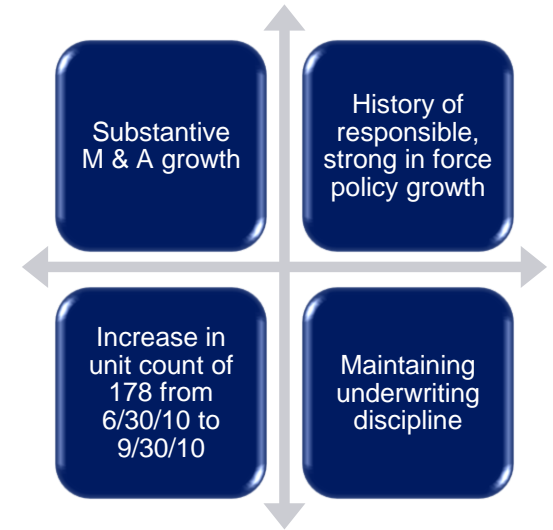 Substantive
M & A growth
History of
responsible,
strong in force
policy growth
Increase in
unit count of
178 from
6/30/10 to
9/30/10
Maintaining
underwriting
discipline